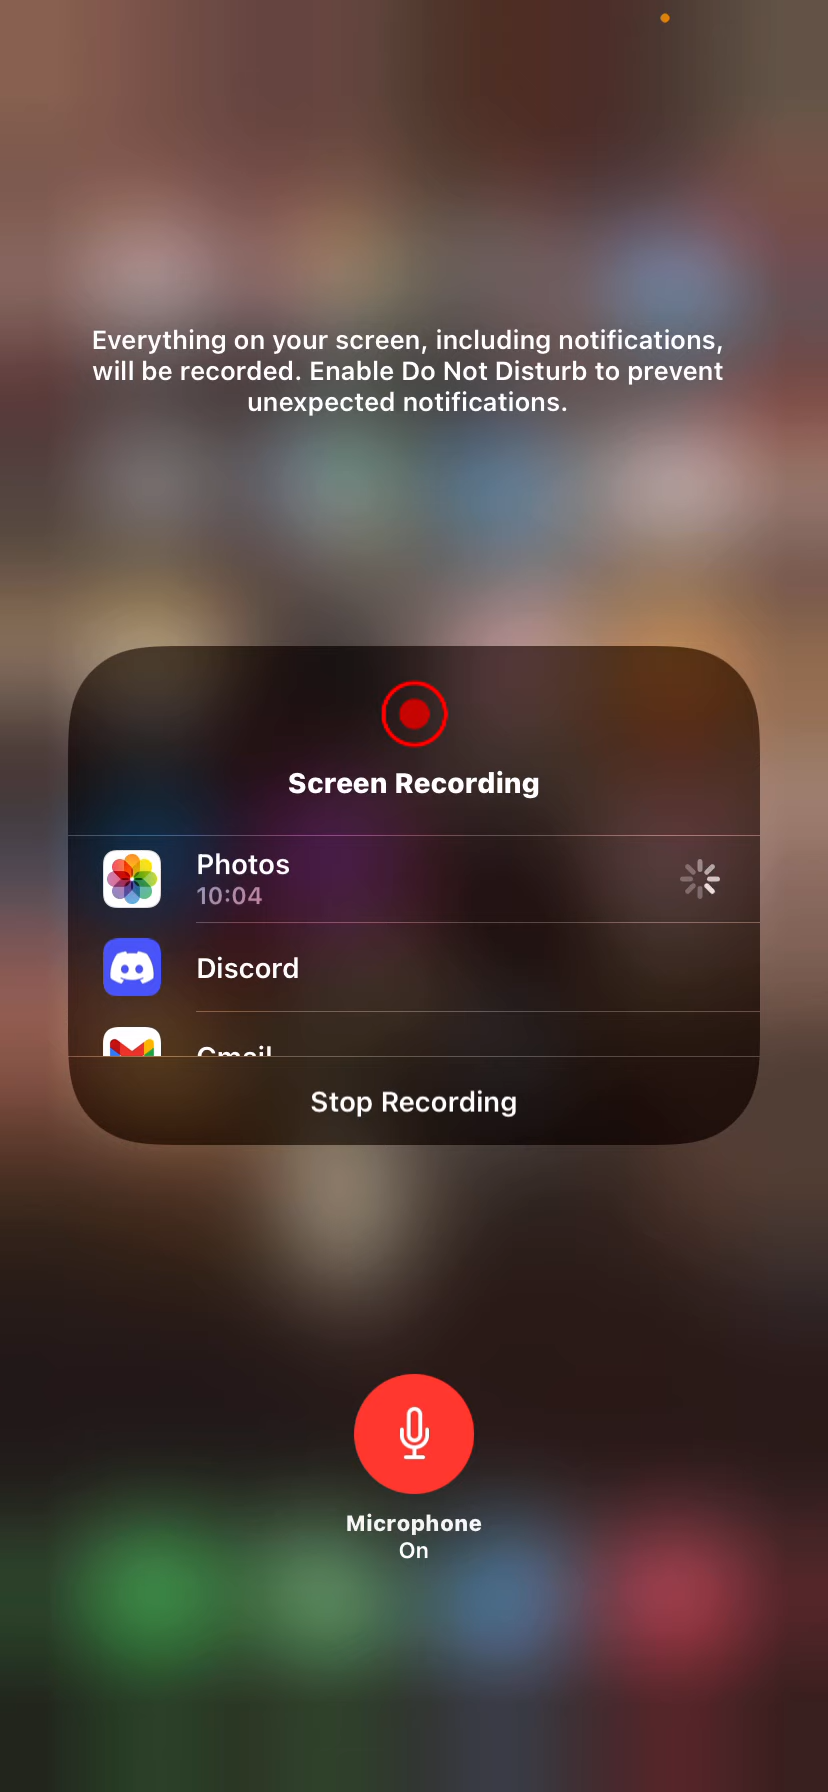 Everything on your screen, including notifications,
will be recorded. Enable Do Not Disturb to prevent
unexpected notifications.
Screen Recording
Photos
10:04
Discord
Gmail
Stop Recording
Microphone
On